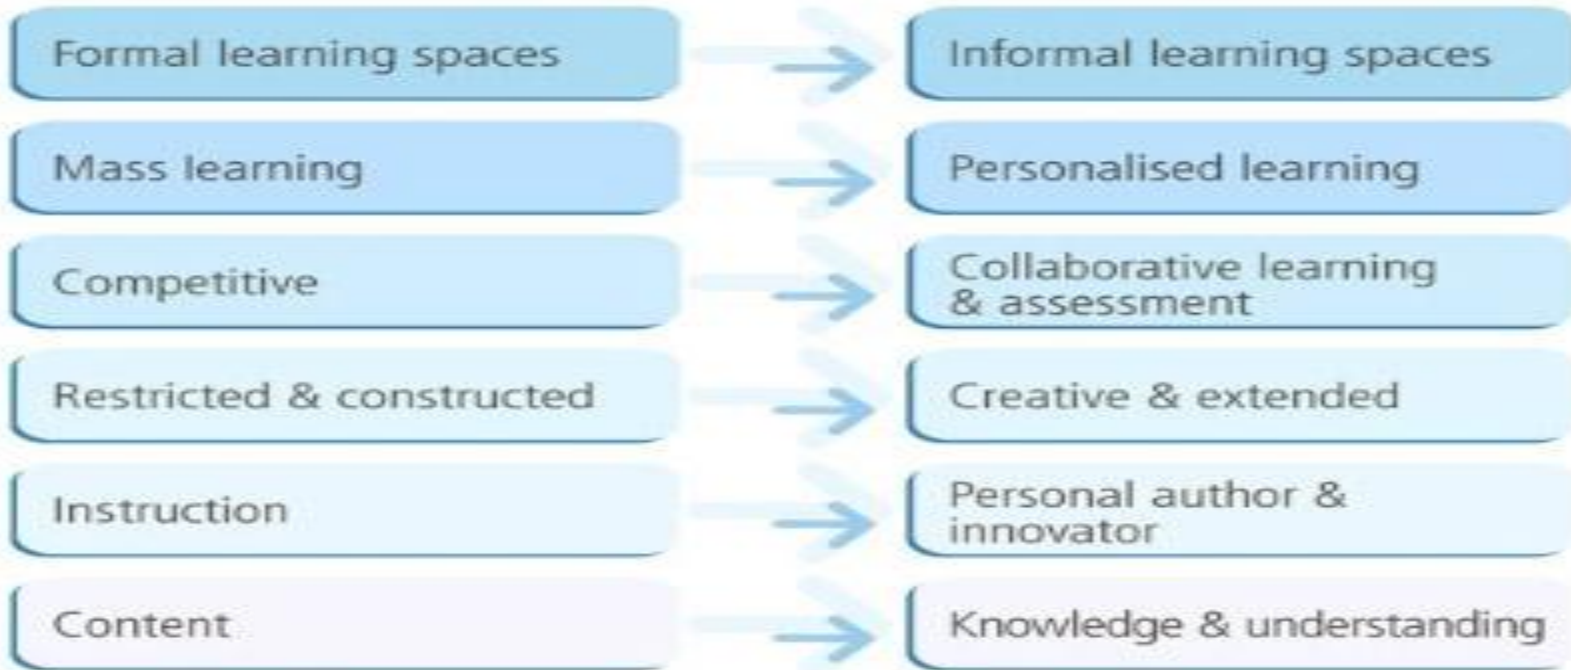 Formal learning spaces
Informal learning spaces
Mass learning
Personalised learning
Competitive
Collaborative learning
& assessment
Restricted & constructed
Creative & extended
Instruction
Personal author &
innovator
Content
Knowledge & understanding